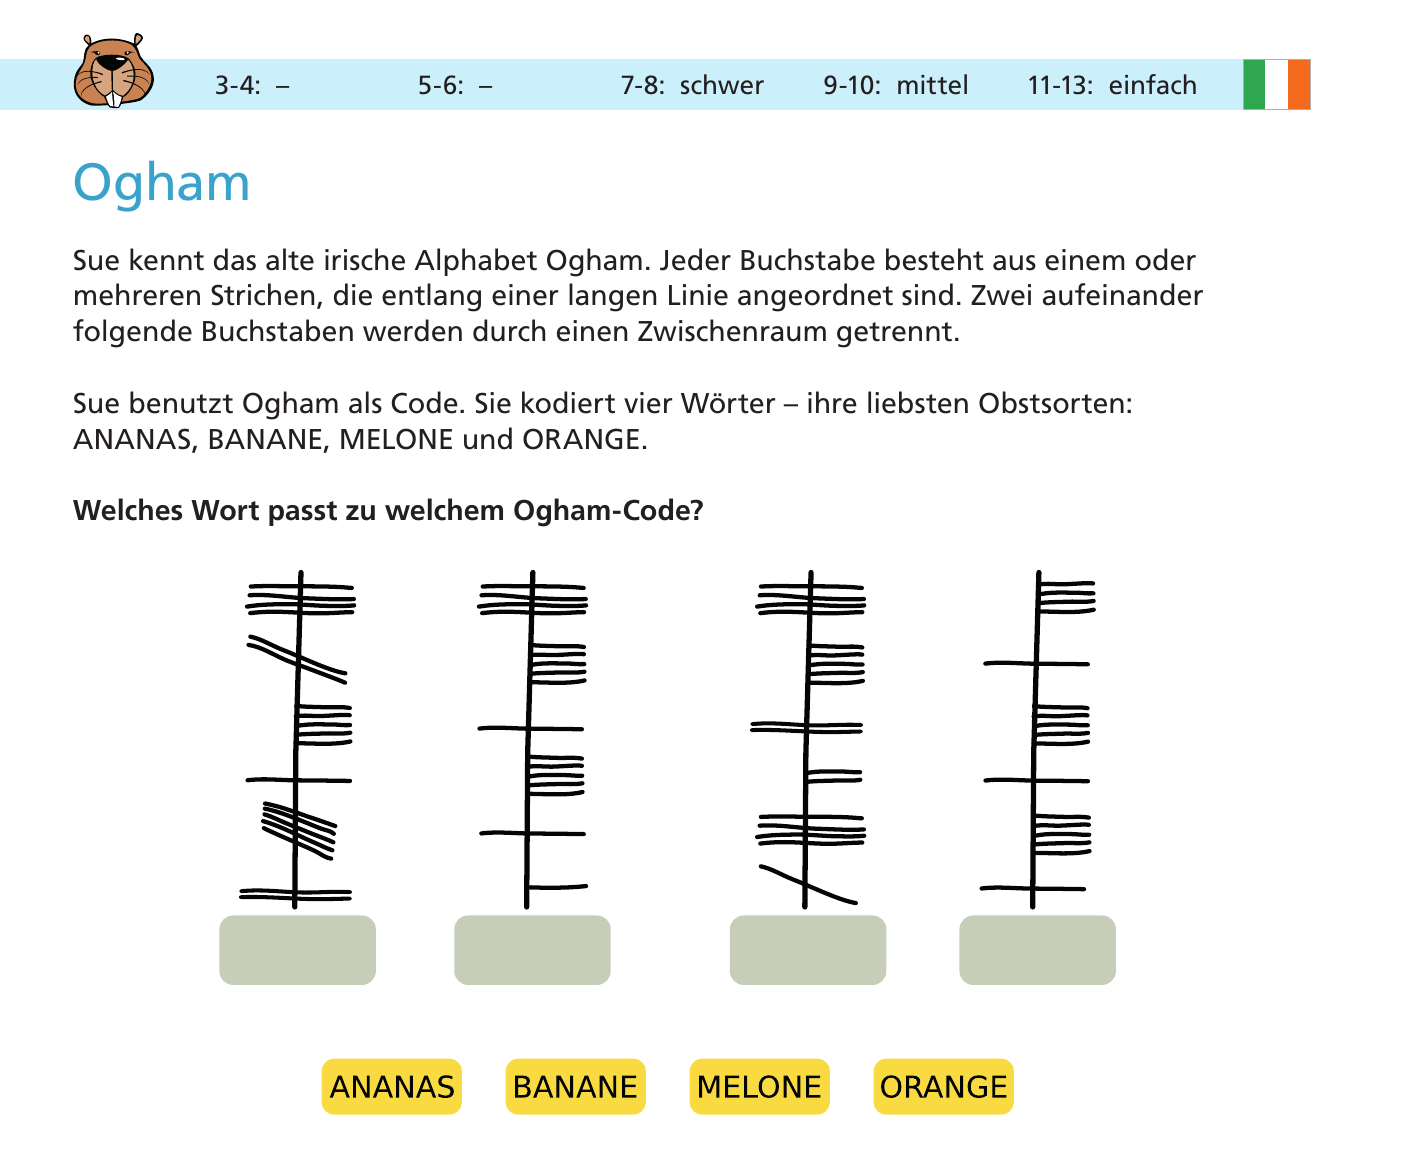 3-4: –   5-6: –   7-8: schwer   9-10: mittel   11-13: einfach
Ogham
Sue kennt das alte irische Alphabet Ogham. Jeder Buchstabe besteht aus einem oder
mehreren Strichen, die entlang einer langen Linie angeordnet sind. Zwei aufeinander
folgende Buchstaben werden durch einen Zwischenraum getrennt.
Sue benutzt Ogham als Code. Sie kodiert vier Wörter – ihre liebsten Obstsorten:
ANANAS, BANANE, MELONE und ORANGE.
Welches Wort passt zu welchem Ogham-Code?
ANANAS   BANANE   MELONE   ORANGE